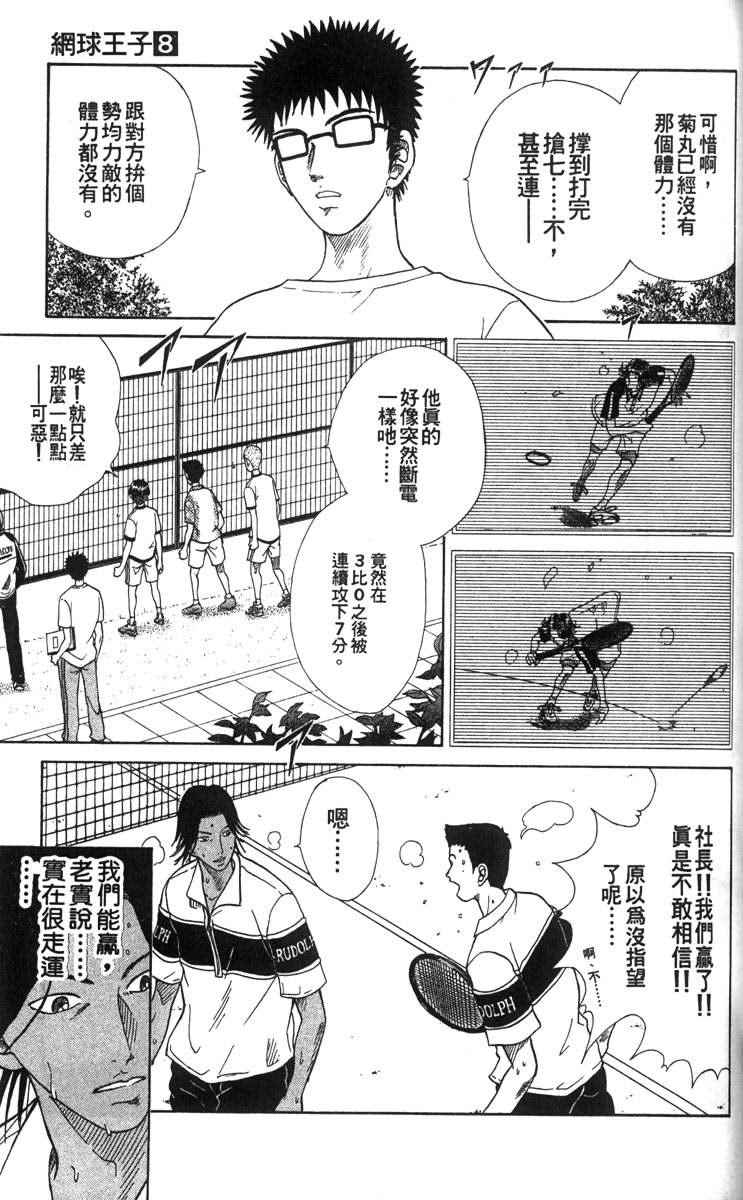 網球王子8
可惜啊，
菊丸已經沒有
那個體力……
撐到打完
搶七……不，
甚至連——
跟對方拚個
勢均力敵的
體力都沒有。
他真的
好像突然斷電
一樣吔……
竟然在
3比0之後被
連續攻下7分。
唉！就只差
那麼一點點
——可惡！
社長!!我們贏了!!
真是不敢相信!!
原以為沒指望
了呢……
啊、不……
嗯……
RUDOLPH
RUDOLPH
DOLPH
我們能贏，
老實說……
實在很走運
……